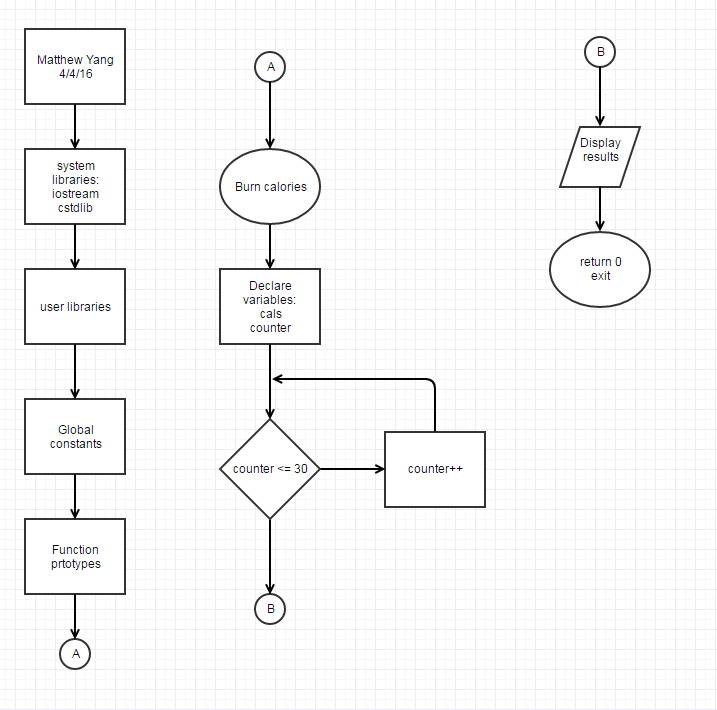 Matthew Yang
4/4/16
system
libraries:
iostream
cstdlib
user libraries
Global
constants
Function
prtotypes
A
A
Burn calories
Declare
variables:
cals
counter
counter <= 30
counter++
B
B
Display
results
return 0
exit